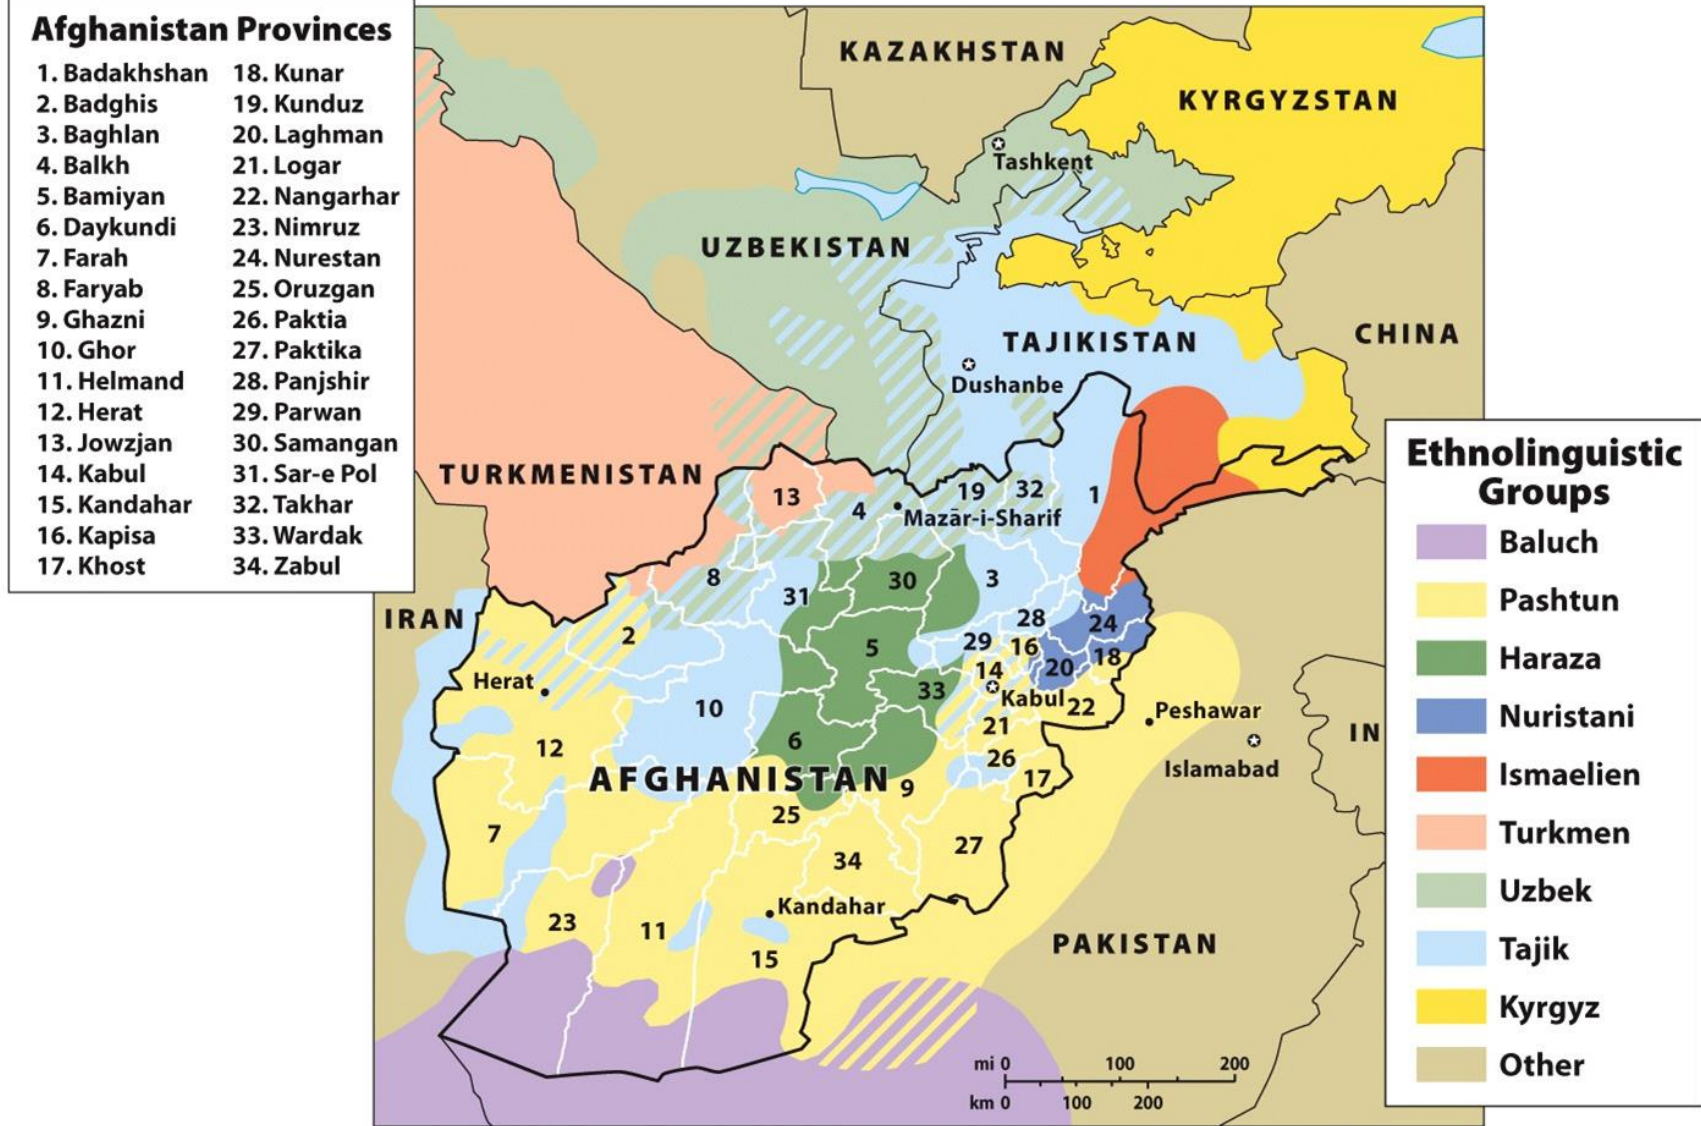 Afghanistan Provinces
1. Badakhshan
2. Badghis
3. Baghlan
4. Balkh
5. Bamiyan
6. Daykundi
7. Farah
8. Faryab
9. Ghazni
10. Ghor
11. Helmand
12. Herat
13. Jowzjan
14. Kabul
15. Kandahar
16. Kapisa
17. Khost
18. Kunar
19. Kunduz
20. Laghman
21. Logar
22. Nangarhar
23. Nimruz
24. Nurestan
25. Oruzgan
26. Paktia
27. Paktika
28. Panjshir
29. Parwan
30. Samangan
31. Sar-e Pol
32. Takhar
33. Wardak
34. Zabul
KAZAKHSTAN
KYRGYZSTAN
Tashkent
UZBEKISTAN
TAJIKISTAN
CHINA
Dushanbe
TURKMENISTAN
13
4
19
32
1
Mazār-i-Sharif
8
31
30
3
IRAN
2
28
24
5
29
16
18
14
20
Herat
33
Kabul
22
10
21
Peshawar
IN
12
6
26
Islamabad
AFGHANISTAN
9
17
25
7
34
27
Kandahar
23
11
15
PAKISTAN
mi 0 100 200
km 0 100 200
Ethnolinguistic
Groups
Baluch
Pashtun
Haraza
Nuristani
Ismaelien
Turkmen
Uzbek
Tajik
Kyrgyz
Other